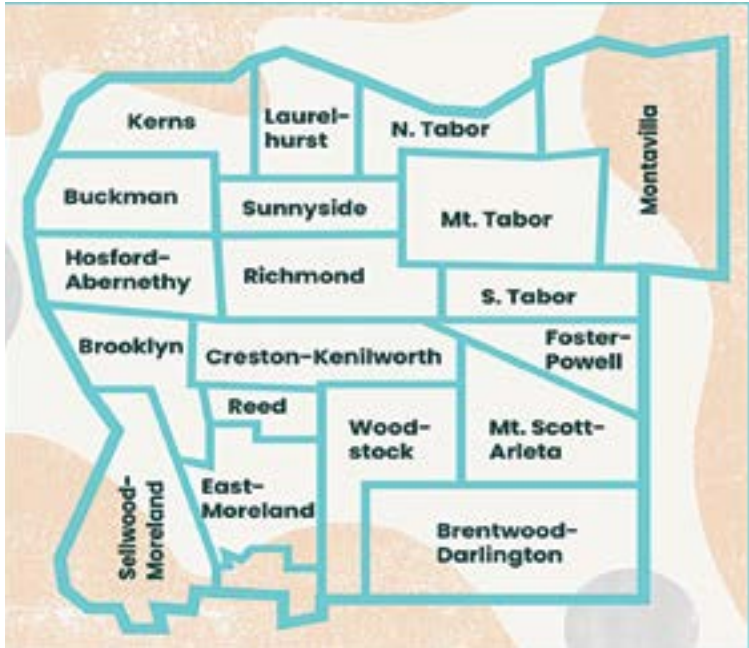 Kerns
Laurel-
hurst
N. Tabor
Montavilla
Buckman
Sunnyside
Mt. Tabor
Hosford-
Abernethy
Richmond
S. Tabor
Brooklyn
Creston-Kenilworth
Foster-
Powell
Reed
Wood-
stock
Mt. Scott-
Arleta
Sellwood-
Moreland
East-
Moreland
Brentwood-
Darlington